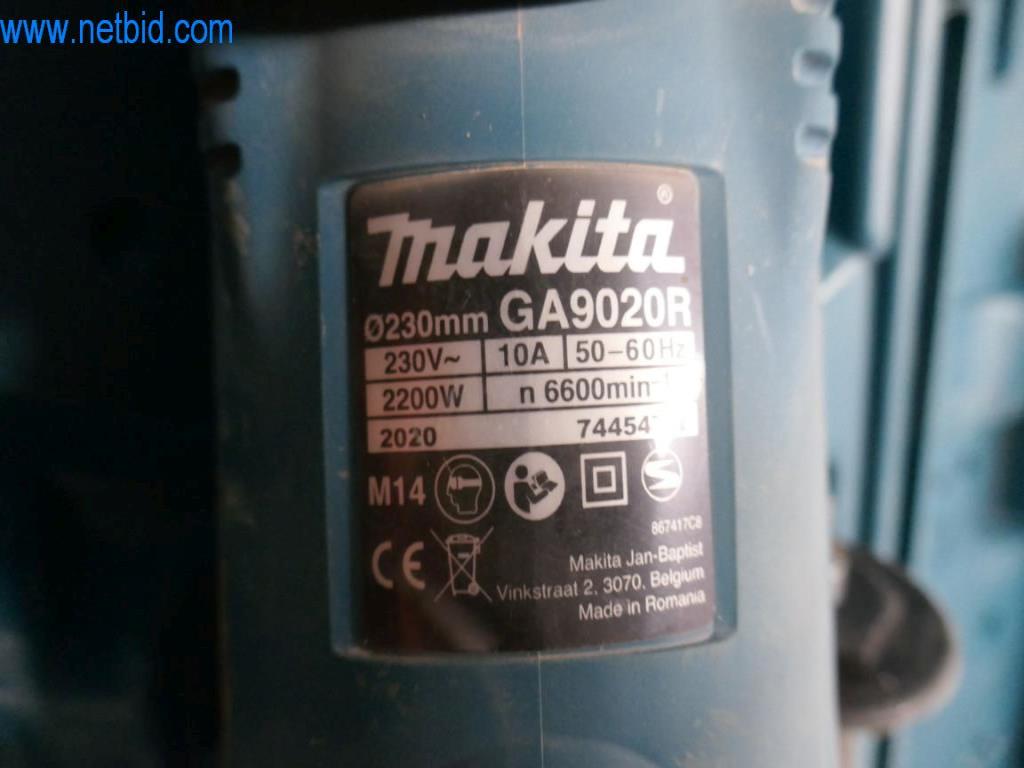 www.netbid.com
makita®
Ø230mm GA9020R
230V~ 10A 50-60Hz
2200W n 6600min
2020
M14
867417C8
CE
Makita Jan-Baptist
Vinkstraat 2, 3070, Belgium
Made in Romania